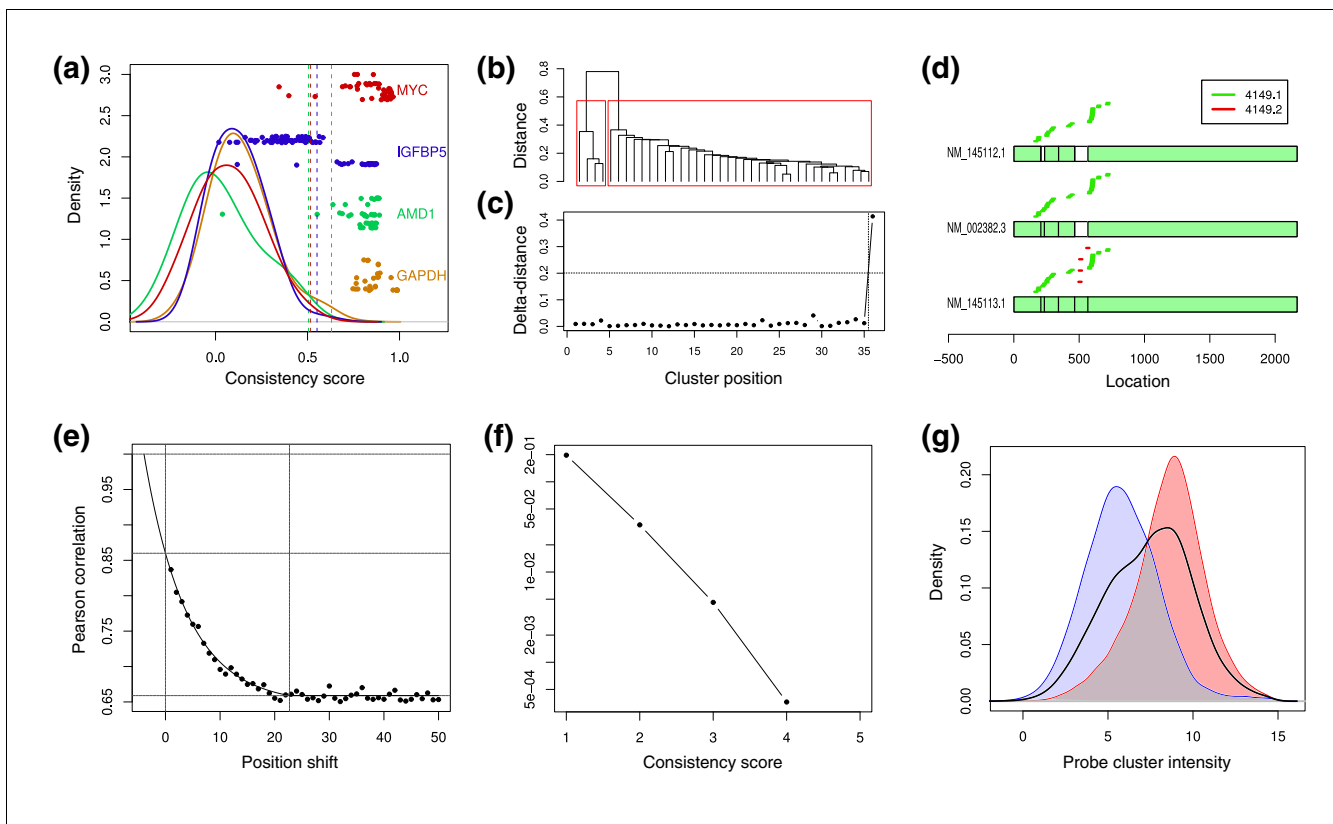 (a)
Density
0.0 0.5 1.0 1.5 2.0 2.5 3.0
MYC
IGFBP5
AMD1
GAPDH
0.0 0.5 1.0
Consistency score
(b)
Distance
0.0 0.2 0.4 0.6 0.8
(c)
Delta-distance
0.0 0.1 0.2 0.3 0.4
0 5 10 15 20 25 30 35
Cluster position
(d)
4149.1
4149.2
NM_145112.1
NM_002382.3
NM_145113.1
−500 0 500 1000 1500 2000
Location
(e)
Pearson correlation
0.65 0.75 0.85 0.95
0 10 20 30 40 50
Position shift
(f)
5e−04 2e−03 1e−02 5e−02 2e−01
1 2 3 4 5
Consistency score
(g)
Density
0.00 0.05 0.10 0.15 0.20
0 5 10 15
Probe cluster intensity